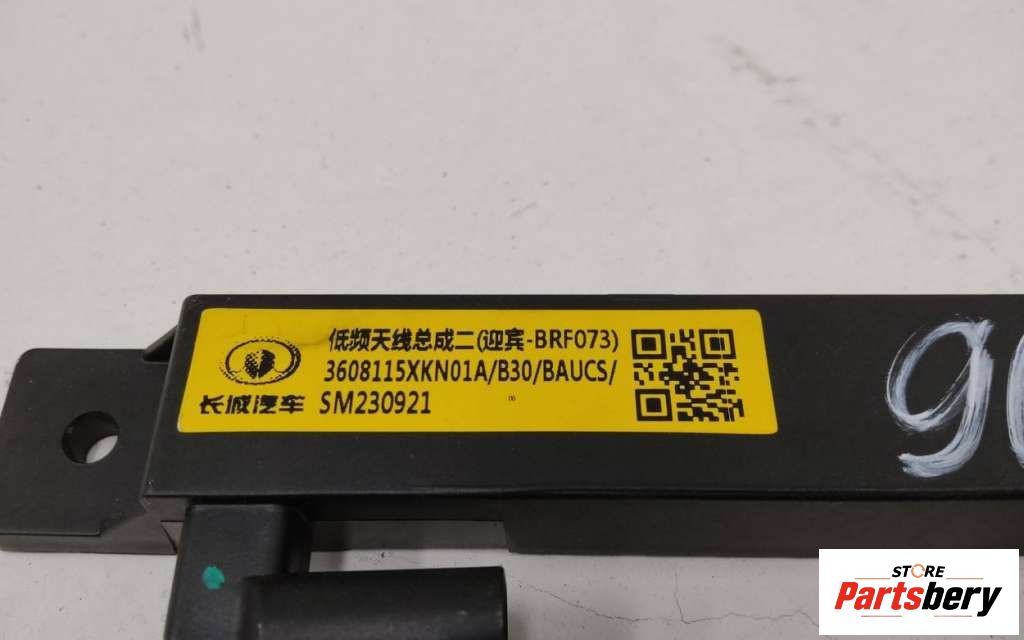 低频天线总成二(迎宾-BRF073)
3608115XKN01A/B30/BAUCS/
长城汽车 SM230921
STORE
Partsbery